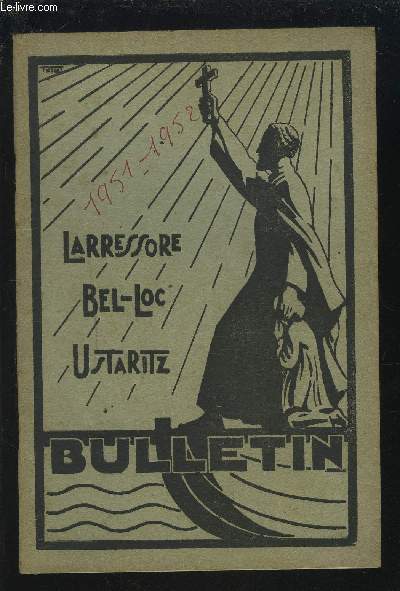 Le-livre.com
1951-1952
LARRESSORE
BEL-LOC
USTARITZ
BULLETIN